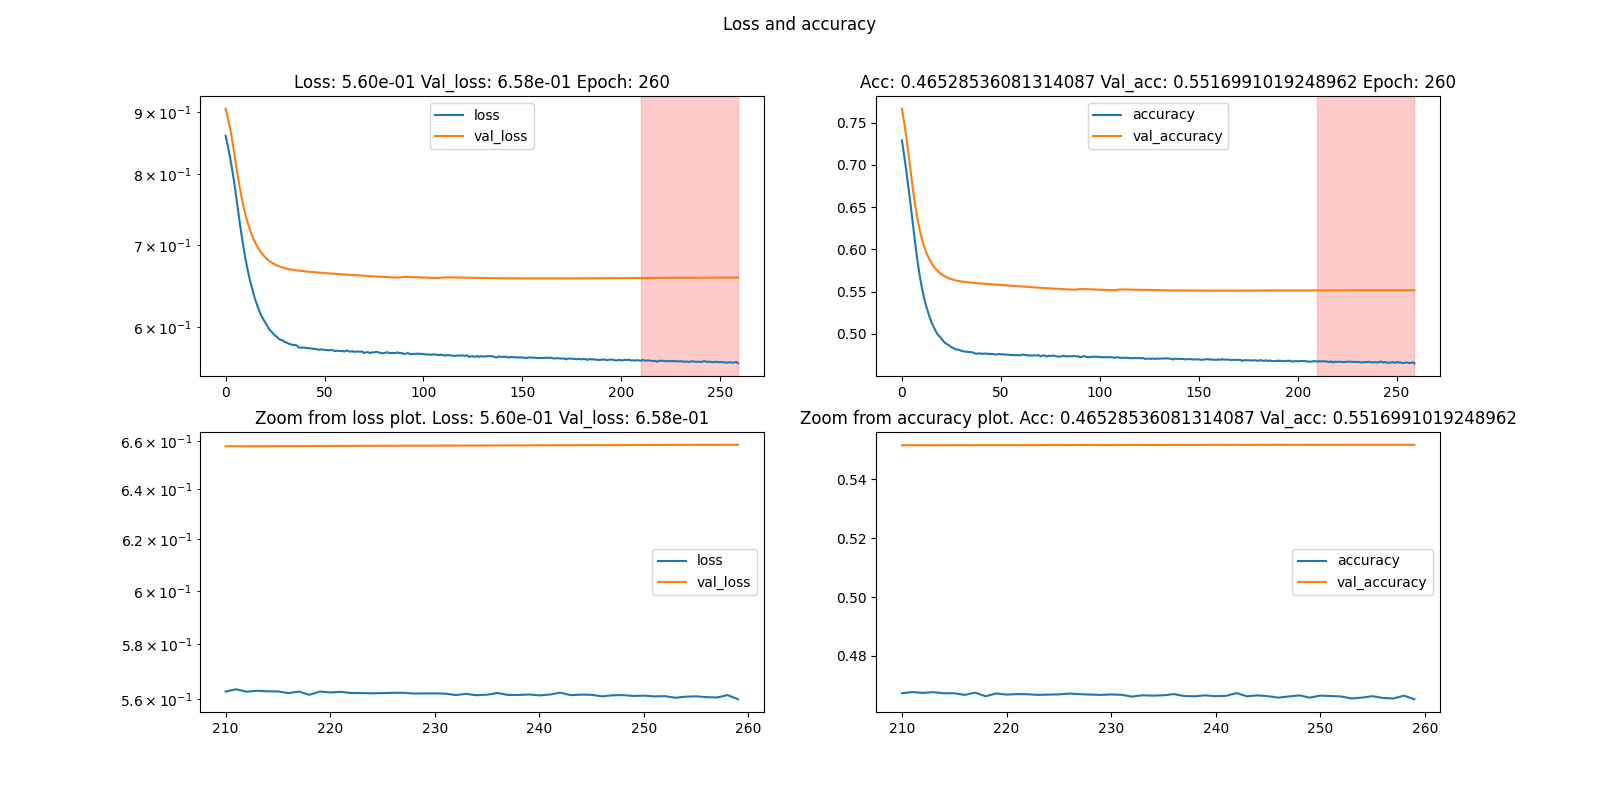 Loss and accuracy
Loss: 5.60e-01 Val_loss: 6.58e-01 Epoch: 260
9 × 10⁻¹
8 × 10⁻¹
7 × 10⁻¹
6 × 10⁻¹
loss
val_loss
0 50 100 150 200 250
Acc: 0.46528536081314087 Val_acc: 0.5516991019248962 Epoch: 260
0.75
0.70
0.65
0.60
0.55
0.50
accuracy
val_accuracy
0 50 100 150 200 250
Zoom from loss plot. Loss: 5.60e-01 Val_loss: 6.58e-01
6.6 × 10⁻¹
6.4 × 10⁻¹
6.2 × 10⁻¹
6 × 10⁻¹
5.8 × 10⁻¹
5.6 × 10⁻¹
loss
val_loss
210 220 230 240 250 260
Zoom from accuracy plot. Acc: 0.46528536081314087 Val_acc: 0.5516991019248962
0.54
0.52
0.50
0.48
accuracy
val_accuracy
210 220 230 240 250 260